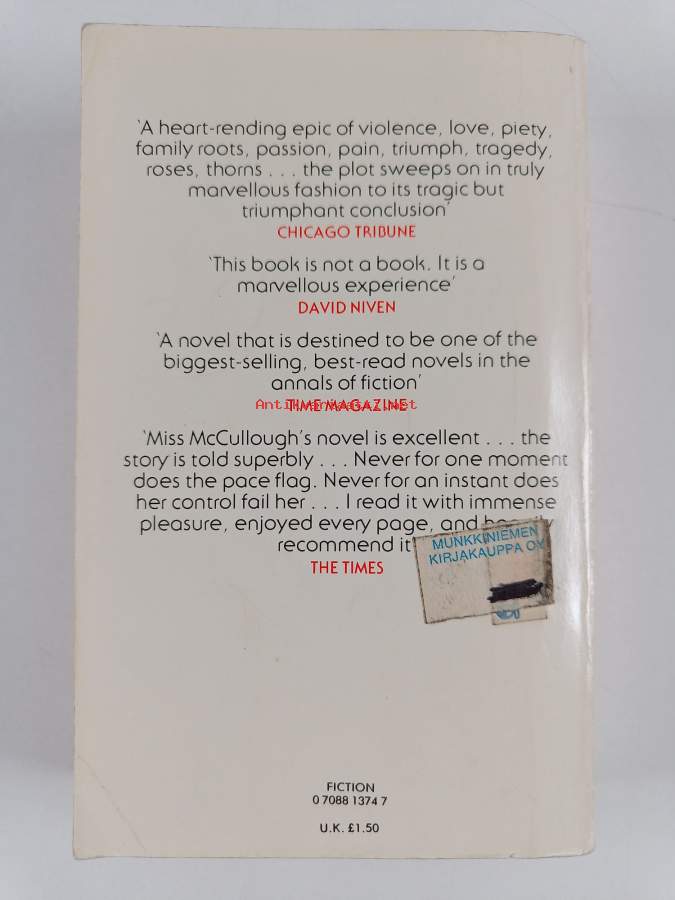 'A heart-rending epic of violence, love, piety,
family roots, passion, pain, triumph, tragedy,
roses, thorns . . . the plot sweeps on in truly
marvellous fashion to its tragic but
triumphant conclusion'
CHICAGO TRIBUNE
'This book is not a book. It is a
marvellous experience'
DAVID NIVEN
'A novel that is destined to be one of the
biggest-selling, best-read novels in the
annals of fiction'
TIME MAGAZINE
Antikvariaatti.net
'Miss McCullough's novel is excellent . . . the
story is told superbly . . . Never for one moment
does the pace flag. Never for an instant does
her control fail her . . . I read it with immense
pleasure, enjoyed every page, and
recommend it'
THE TIMES
MUNKKINIEMEN
KIRJAKAUPPA OY
FICTION
0 7088 1374 7
U.K. £1.50